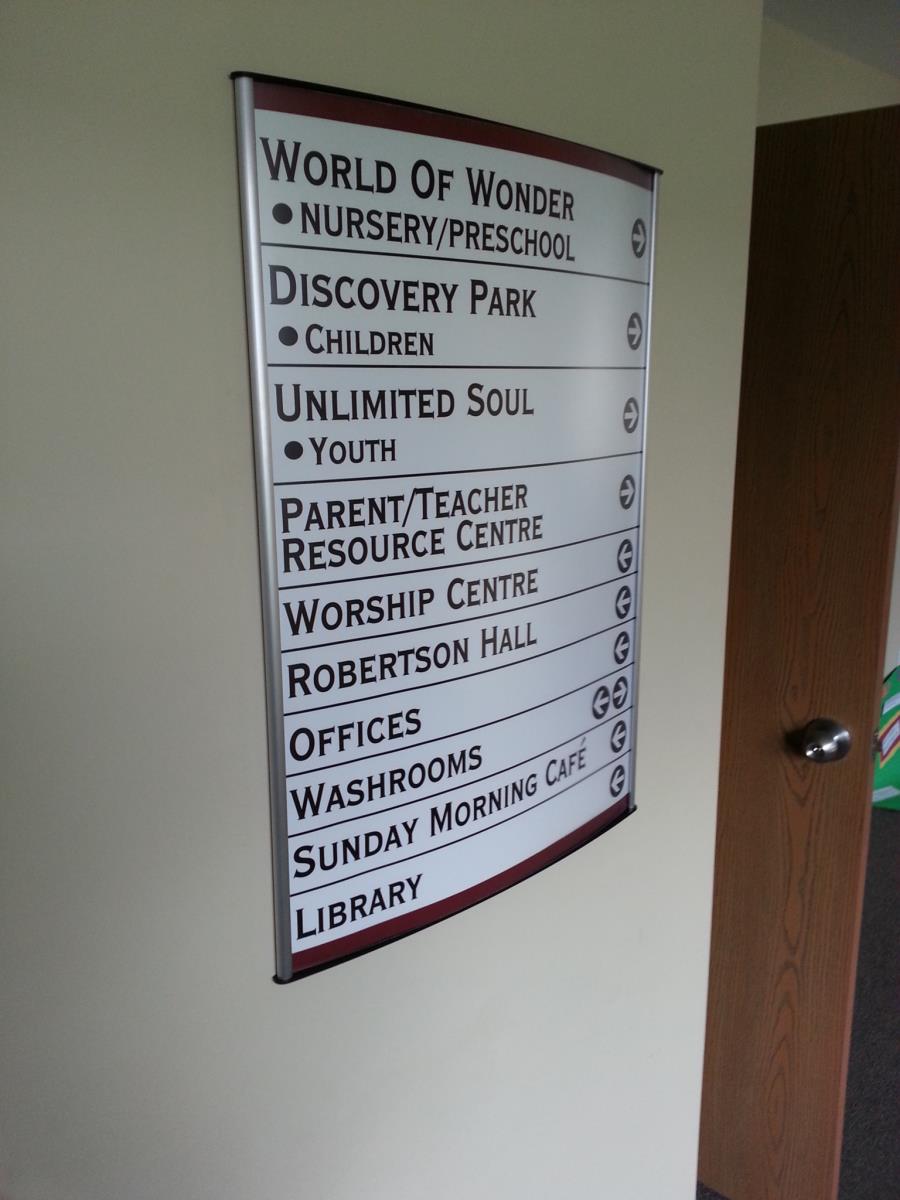 WORLD OF WONDER
• NURSERY/PRESCHOOL
DISCOVERY PARK
• CHILDREN
UNLIMITED SOUL
• YOUTH
PARENT/TEACHER
RESOURCE CENTRE
WORSHIP CENTRE
ROBERTSON HALL
OFFICES
WASHROOMS
SUNDAY MORNING CAFÉ
LIBRARY